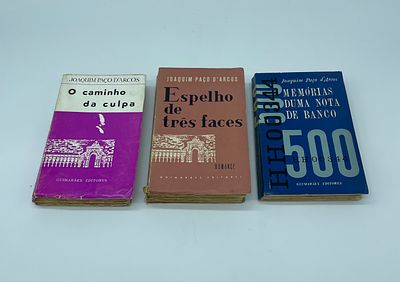 JOAQUIM PAÇO D'ARCOS
O caminho
da culpa
GUIMARÃES EDITORES
JOAQUIM PAÇO D'ARCOS
Espelho
de
três faces
ROMANCE
GUIMARÃES EDITORES
Joaquim Paço d'Arcos
MEMÓRIAS
DUMA NOTA
DE BANCO
500
GUIMARÃES EDITORES